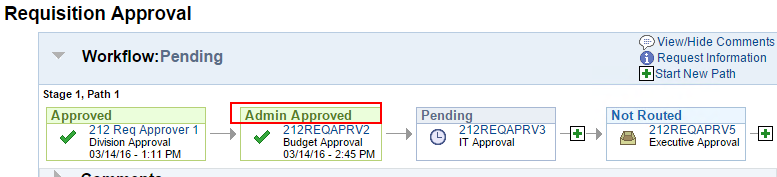 Requisition Approval
Workflow:Pending
View/Hide Comments
Request Information
Start New Path
Stage 1, Path 1
Approved
212 Req Approver 1
Division Approval
03/14/16 - 1:11 PM
Admin Approved
212REQAPRV2
Budget Approval
03/14/16 - 2:45 PM
Pending
212REQAPRV3
IT Approval
Not Routed
212REQAPRV5
Executive Approval
Comments